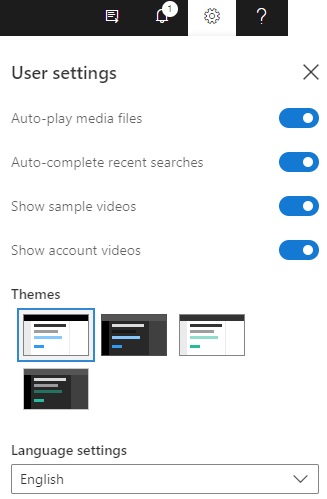 1
?
User settings
Auto-play media files
Auto-complete recent searches
Show sample videos
Show account videos
Themes
Language settings
English